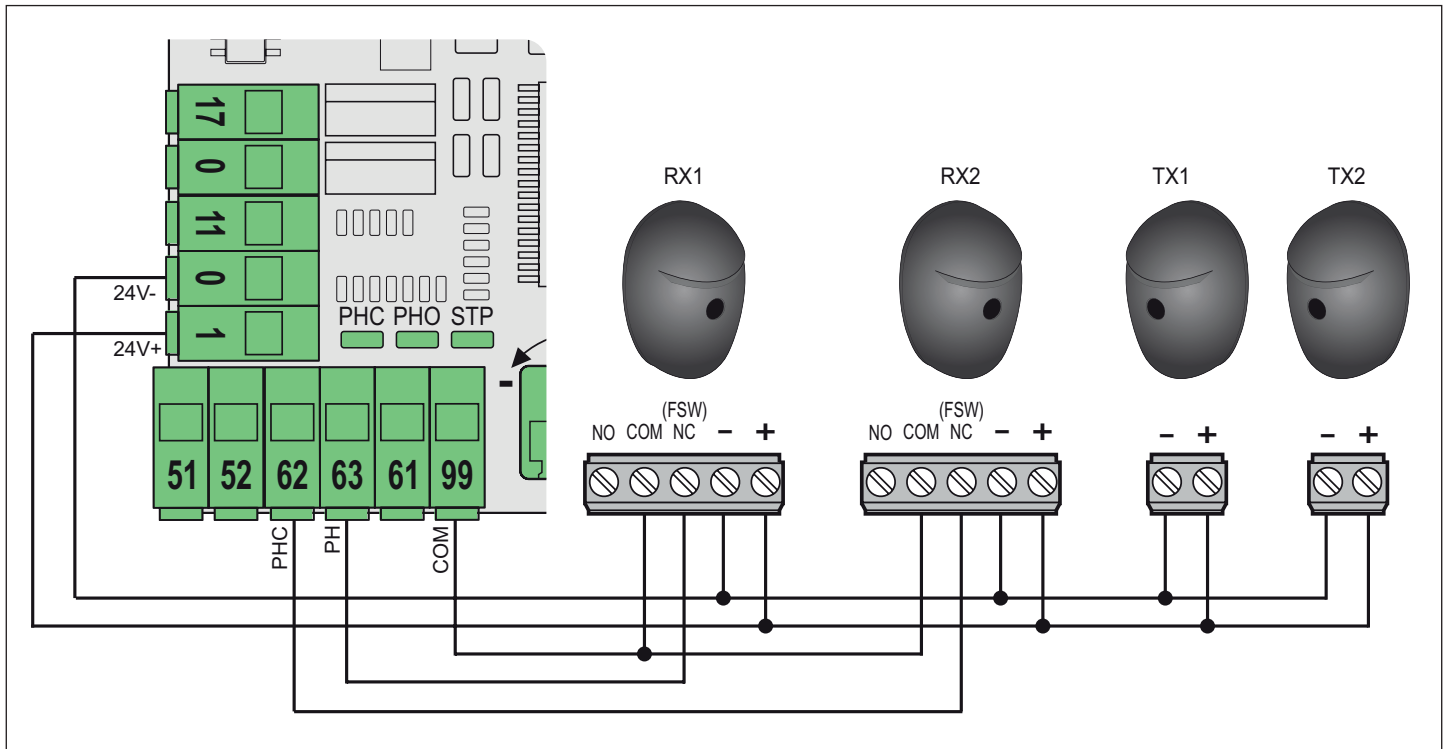 17
0
11
0
24V-
1
24V+
PHC PHO STP
-
51 52 62 63 61 99
PHC
PH
COM
RX1
RX2
TX1
TX2
(FSW)
NO COM NC - +
(FSW)
NO COM NC - +
- +
- +